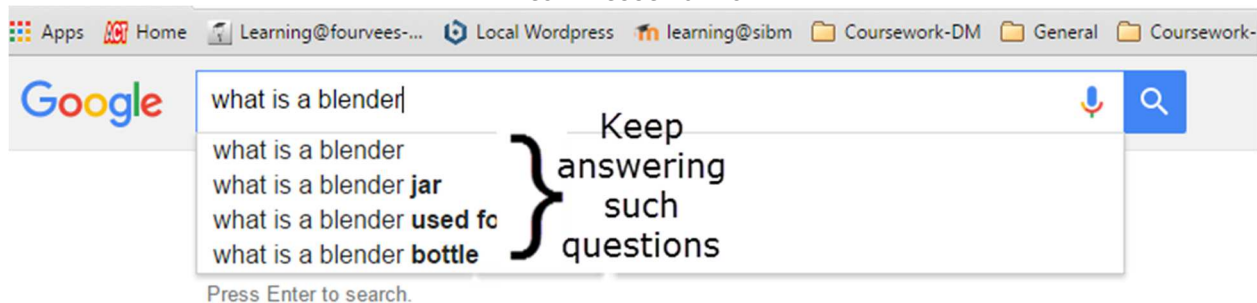 Apps Home Learning@fourvees-... Local Wordpress learning@sibm Coursework-DM General Coursework-
Google what is a blender
what is a blender
what is a blender jar
what is a blender used fo
what is a blender bottle
Keep
answering
such
questions
Press Enter to search.